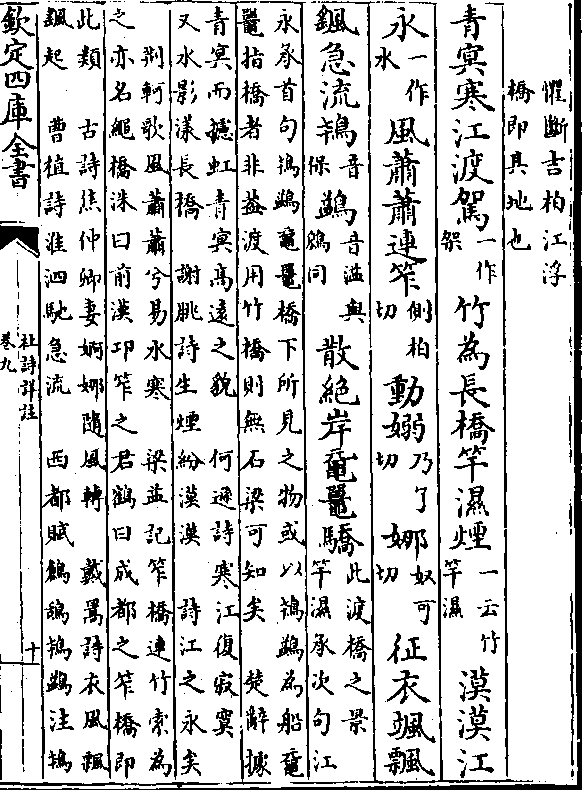 懼斷吉柏江浮
橋即其地也
青冥寒江渡駕一作架竹為長橋竿濕煙一云竹竿濕漠漠江
永一作水風蕭蕭連笮側柏切動嫋乃了切娜奴可切征衣颯飄
颻急流鴇音保鷁音溢與鶂同散絶岸黿鼉驕此渡橋之景竿濕承次句江
永承首句鴇鷁黿鼉橋下所見之物或以鴇鷁為船黿
鼉指橋者非葢渡用竹橋則無石梁可知矣 楚辭據
青冥而攄虹青冥髙遠之貌 何遜詩寒江復寂寞
又水影漾長橋 謝朓詩生煙紛漠漠 詩江之永矣
荆軻歌風蕭蕭兮易水寒 梁益記笮橋連竹索為
之亦名繩橋洙曰前漢卭笮之君鶴曰成都之笮橋即
此類 古詩焦仲卿妻婀娜隨風轉 戴暠詩衣風飄
颻起 曹植詩淮泗馳急流 西都賦鶬鴰鴇鷁注鴇
欽定四庫全書
杜詩詳註
卷九
十